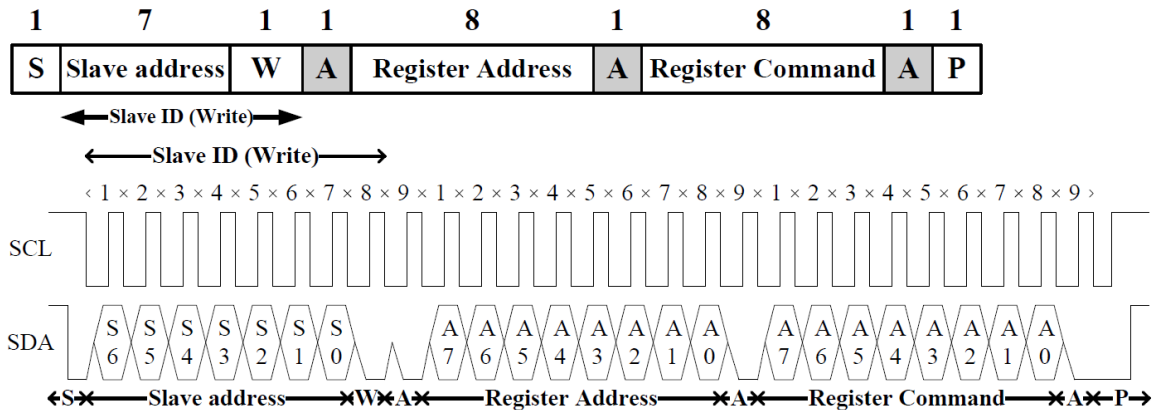 1 7 1 1 8 1 8 1 1
S Slave address W A Register Address A Register Command A P
Slave ID (Write)
Slave ID (Write)
‹ 1 × 2 × 3 × 4 × 5 × 6 × 7 × 8 × 9 × 1 × 2 × 3 × 4 × 5 × 6 × 7 × 8 × 9 × 1 × 2 × 3 × 4 × 5 × 6 × 7 × 8 × 9 ›
SCL
SDA S6 S5 S4 S3 S2 S1 S0 A7 A6 A5 A4 A3 A2 A1 A0 A7 A6 A5 A4 A3 A2 A1 A0
S Slave address W A Register Address A Register Command A P